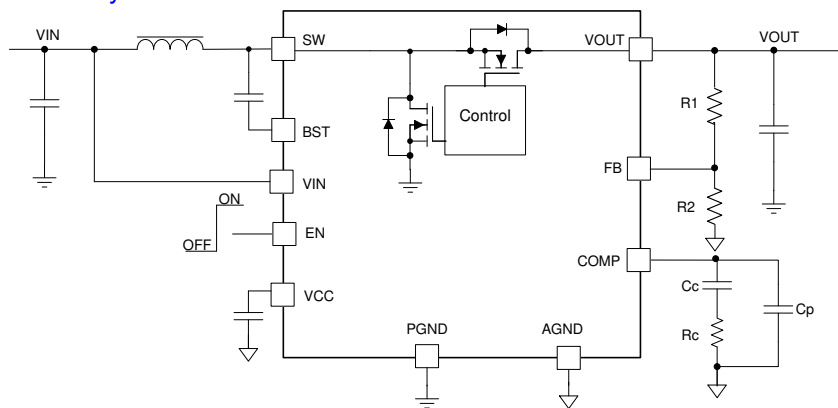 VIN
SW
VOUT
VOUT
R1
Control
BST
FB
VIN
ON
R2
EN
OFF
COMP
VCC
Cc
Cp
Rc
PGND
AGND